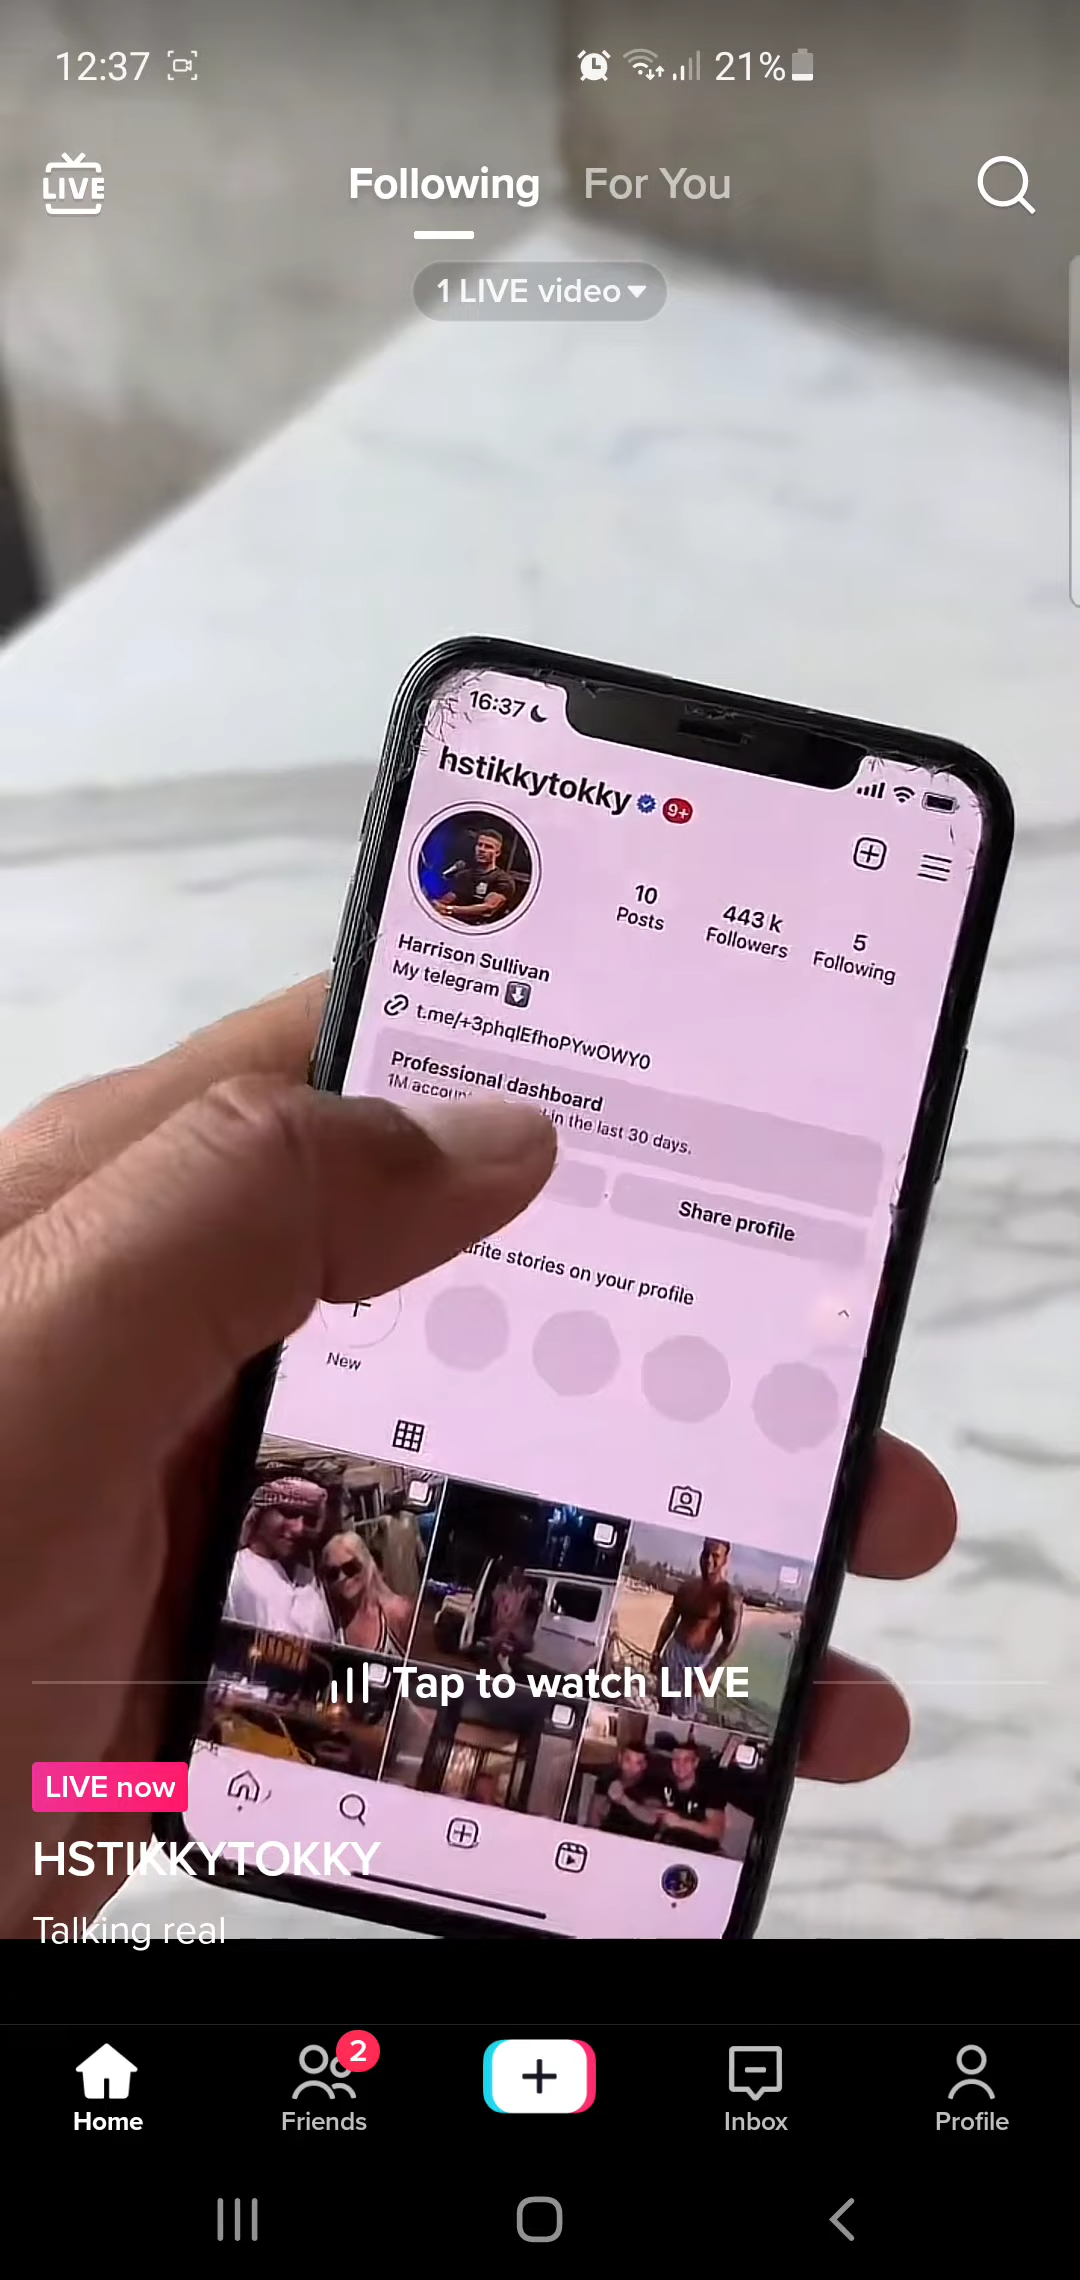 12:37
21%
LIVE
Following For You
1 LIVE video
16:37
hstikkytokky 9+
10
Posts
443 k
Followers
5
Following
Harrison Sullivan
My telegram
t.me/+3phqlEfhoPYwOWY0
Professional dashboard
1M in the last 30 days.
Share profile
stories on your profile
New
Tap to watch LIVE
LIVE now
HSTIKKYTOKKY
Talking real
2
Home Friends Inbox Profile